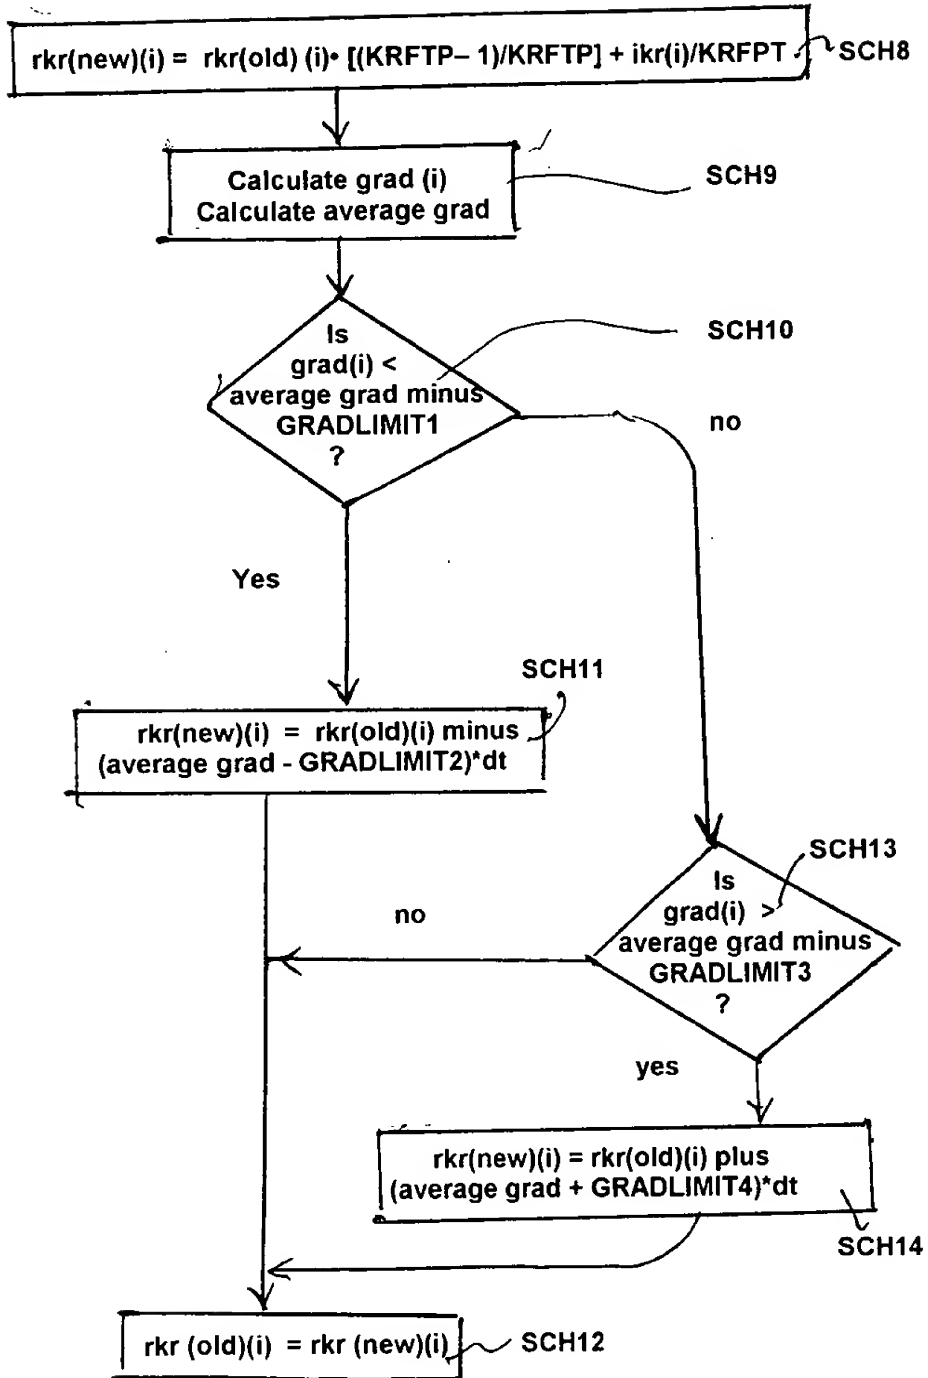 rkr(new)(i) = rkr(old) (i)• [(KRFTP– 1)/KRFTP] + ikr(i)/KRFPT
SCH8
Calculate grad (i)
Calculate average grad
SCH9
Is
grad(i) <
average grad minus
GRADLIMIT1
?
SCH10
no
Yes
SCH11
rkr(new)(i) = rkr(old)(i) minus
(average grad - GRADLIMIT2)*dt
SCH13
Is
grad(i) >
average grad minus
GRADLIMIT3
?
no
yes
rkr(new)(i) = rkr(old)(i) plus
(average grad + GRADLIMIT4)*dt
SCH14
rkr (old)(i) = rkr (new)(i)
SCH12